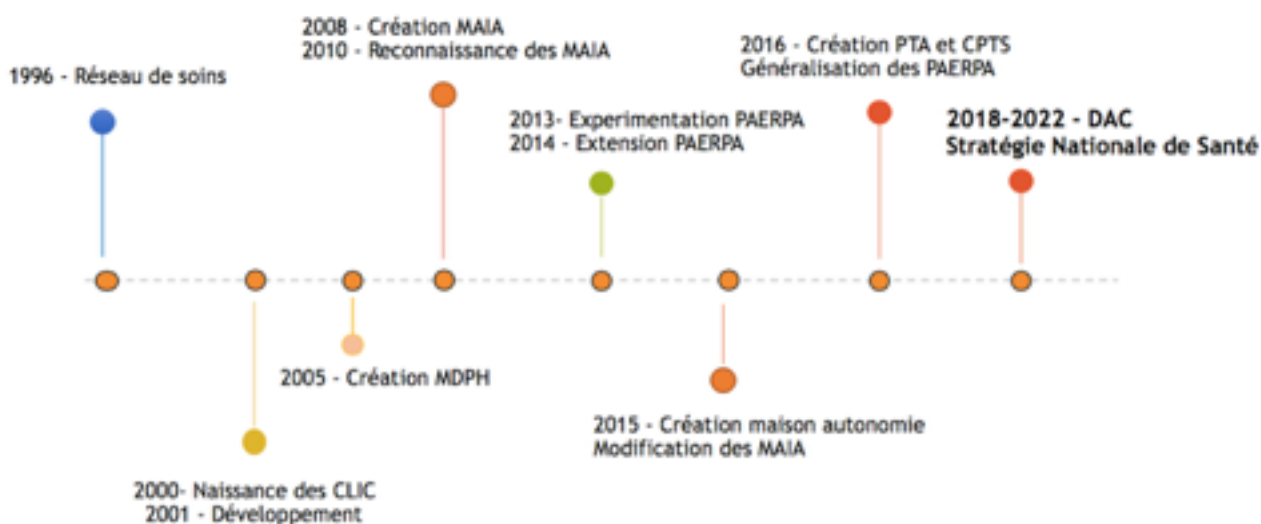 1996 - Réseau de soins
2000- Naissance des CLIC
2001 - Développement
2005 - Création MDPH
2008 - Création MAIA
2010 - Reconnaissance des MAIA
2013- Experimentation PAERPA
2014 - Extension PAERPA
2015 - Création maison autonomie
Modification des MAIA
2016 - Création PTA et CPTS
Généralisation des PAERPA
2018-2022 - DAC
Stratégie Nationale de Santé